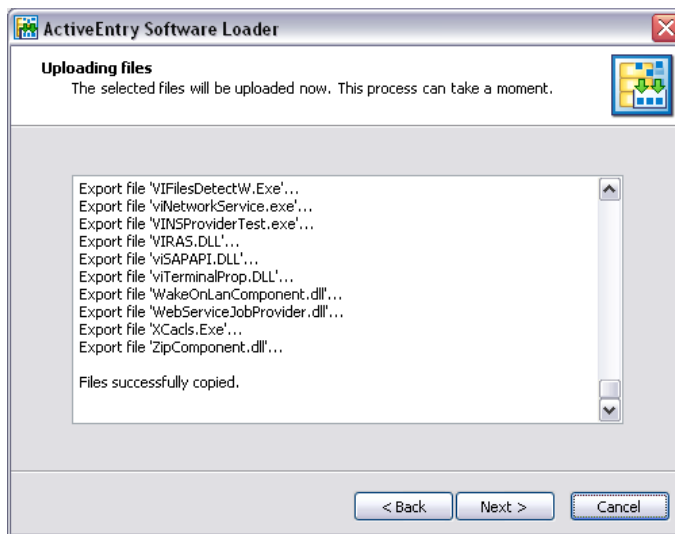 ActiveEntry Software Loader
Uploading files
The selected files will be uploaded now. This process can take a moment.
Export file 'VIFilesDetectW.Exe'...
Export file 'viNetworkService.exe'...
Export file 'VINSProviderTest.exe'...
Export file 'VIRAS.DLL'...
Export file 'viSAPAPI.DLL'...
Export file 'viTerminalProp.DLL'...
Export file 'WakeOnLanComponent.dll'...
Export file 'WebServiceJobProvider.dll'...
Export file 'XCacls.Exe'...
Export file 'ZipComponent.dll'...
Files successfully copied.
< Back Next > Cancel